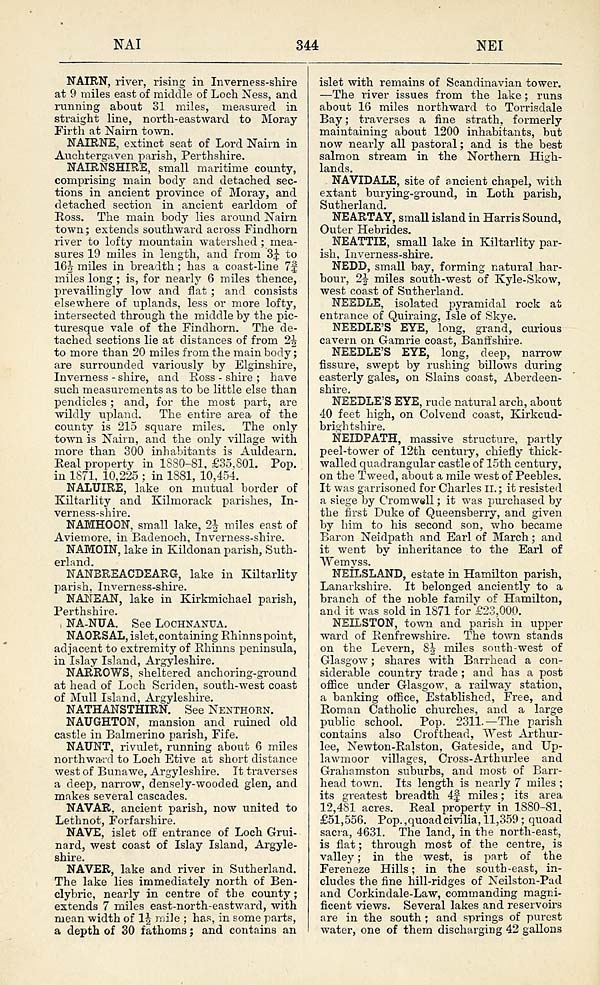 NAI 344 NEI
NAIRN, river, rising in Inverness-shire
at 9 miles east of middle of Loch Ness, and
running about 31 miles, measured in
straight line, north-eastward to Moray
Firth at Nairn town.
NAIRNE, extinct seat of Lord Nairn in
Auchtergaven parish, Perthshire.
NAIRNSHIRE, small maritime county,
comprising main body and detached sec-
tions in ancient province of Moray, and
detached section in ancient earldom of
Ross. The main body lies around Nairn
town; extends southward across Findhorn
river to lofty mountain watershed; mea-
sures 19 miles in length, and from 3¼ to
16½ miles in breadth; has a coast-line 7¾
miles long; is, for nearly 6 miles thence,
prevailingly low and flat; and consists
elsewhere of uplands, less or more lofty,
intersected through the middle by the pic-
turesque vale of the Findhorn. The de-
tached sections lie at distances of from 2½
to more than 20 miles from the main body;
are surrounded variously by Elginshire,
Inverness-shire, and Ross-shire; have
such measurements as to be little else than
pendicles; and, for the most part, are
wildly upland. The entire area of the
county is 215 square miles. The only
town is Nairn, and the only village with
more than 300 inhabitants is Auldearn.
Real property in 1880-81, £35,801. Pop.
in 1871, 10,225; in 1881, 10,454.
NALUIRE, lake on mutual border of
Kiltarlity and Kilmorack parishes, In-
verness-shire.
NAMHOON, small lake, 2½ miles east of
Aviemore, in Badenoch, Inverness-shire.
NAMOIN, lake in Kildonan parish, Suth-
erland.
NANBREACDEARG, lake in Kiltarlity
parish, Inverness-shire.
NANEAN, lake in Kirkmichael parish,
Perthshire.
NA-NUA. See LOCHNANUA.
NAORSAL, islet, containing Rhinns point,
adjacent to extremity of Rhinns peninsula,
in Islay Island, Argyleshire.
NARROWS, sheltered anchoring-ground
at head of Loch Scriden, south-west coast
of Mull Island, Argyleshire.
NATHANSTHIRN. See NENTHORN.
NAUGHTON, mansion and ruined old
castle in Balmerino parish, Fife.
NAUNT, rivulet, running about 6 miles
northward to Loch Etive at short distance
west of Bunawe, Argyleshire. It traverses
a deep, narrow, densely-wooded glen, and
makes several cascades.
NAVAR, ancient parish, now united to
Lethnot, Forfarshire.
NAVE, islet off entrance of Loch Grui-
nard, west coast of Islay Island, Argyle-
shire.
NAVER, lake and river in Sutherland.
The lake lies immediately north of Ben-
clybric, nearly in centre of the county;
extends 7 miles east-north-eastward, with
mean width of 1½ mile; has, in some parts,
a depth of 30 fathoms; and contains an
islet with remains of Scandinavian tower.
—The river issues from the lake; runs
about 16 miles northward to Torrisdale
Bay; traverses a fine strath, formerly
maintaining about 1200 inhabitants, but
now nearly all pastoral; and is the best
salmon stream in the Northern High-
lands.
NAVIDALE, site of ancient chapel, with
extant burying-ground, in Loth parish,
Sutherland.
NEARTAY, small island in Harris Sound,
Outer Hebrides.
NEATTIE, small lake in Kiltarlity par-
ish, Inverness-shire.
NEDD, small bay, forming natural har-
bour, 2½ miles south-west of Kyle-Skow,
west coast of Sutherland.
NEEDLE, isolated pyramidal rock at
entrance of Quiraing, Isle of Skye.
NEEDLE'S EYE, long, grand, curious
cavern on Gamrie coast, Banffshire.
NEEDLE'S EYE, long, deep, narrow
fissure, swept by rushing billows during
easterly gales, on Slains coast, Aberdeen-
shire.
NEEDLE'S EYE, rude natural arch, about
40 feet high, on Colvend coast, Kirkcud-
brightshire.
NEIDPATH, massive structure, partly
peel-tower of 12th century, chiefly thick-
walled quadrangular castle of 15th century,
on the Tweed, about a mile west of Peebles.
It was garrisoned for Charles II.; it resisted
a siege by Cromwell; it was purchased by
the first Duke of Queensberry, and given
by him to his second son, who became
Baron Neidpath and Earl of March; and
it went by inheritance to the Earl of
Wemyss.
NEILSLAND, estate in Hamilton parish,
Lanarkshire. It belonged anciently to a
branch of the noble family of Hamilton,
and it was sold in 1871 for £23,000.
NEILSTON, town and parish in upper
ward of Renfrewshire. The town stands
on the Levern, 8½ miles south-west of
Glasgow; shares with Barrhead a con-
siderable country trade; and has a post
office under Glasgow, a railway station,
a banking office, Established, Free, and
Roman Catholic churches, and a large
public school. Pop. 2311.—The parish
contains also Crofthead, West Arthur-
lee, Newton-Ralston, Gateside, and Up-
lawmoor villages, Cross-Arthurlee and
Grahamston suburbs, and most of Barr-
head town. Its length is nearly 7 miles;
its greatest breadth 4¾ miles; its area
12,481 acres. Real property in 1880-81,
£51,556. Pop., quoad civilia, 11,359; quoad
sacra, 4631. The land, in the north-east,
is flat; through most of the centre, is
valley; in the west, is part of the
Fereneze Hills; in the south-east, in-
cludes the fine hill-ridges of Neilston-Pad
and Corkindale-Law, commanding magni-
ficent views. Several lakes and reservoirs
are in the south; and springs of purest
water, one of them discharging 42 gallons